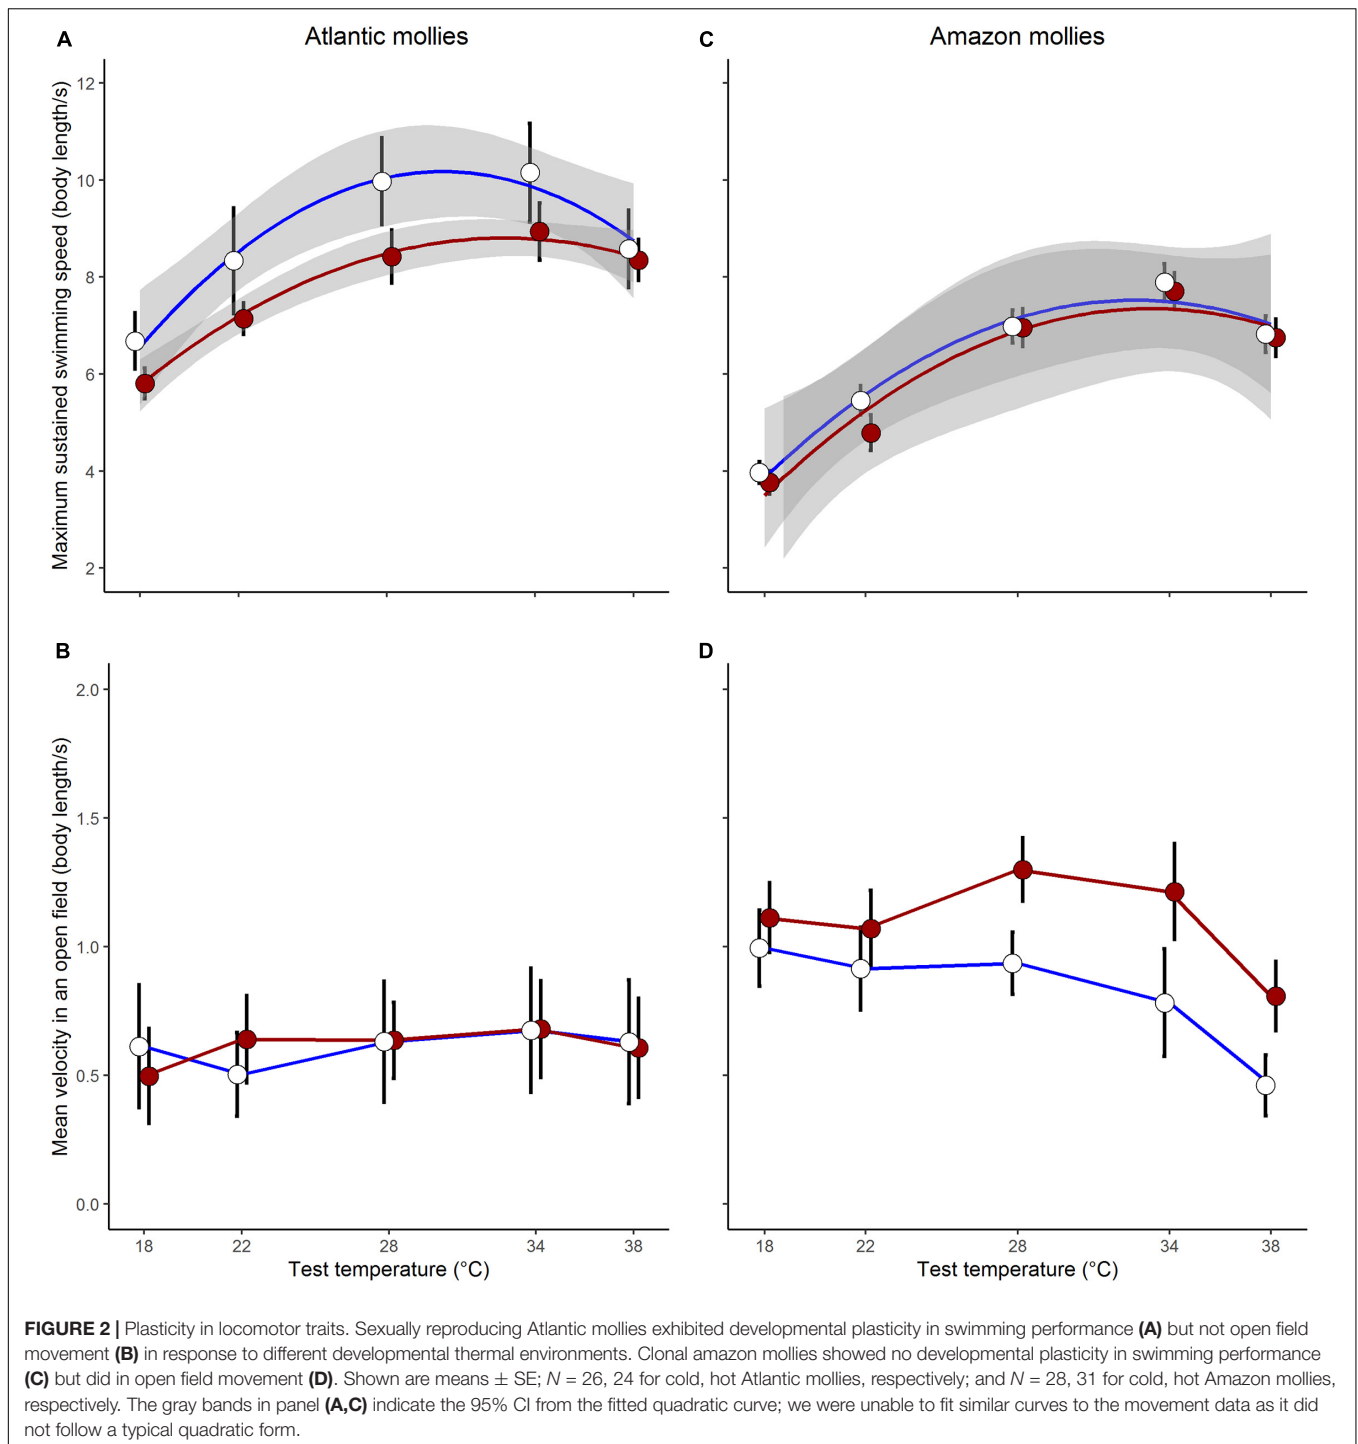 A
Atlantic mollies
C
Amazon mollies
Maximum sustained swimming speed (body length/s)
12
10
8
6
4
2
B
D
Mean velocity in an open field (body length/s)
2.0
1.5
1.0
0.5
0.0
18 22 28 34 38
18 22 28 34 38
Test temperature (°C)
Test temperature (°C)
FIGURE 2 | Plasticity in locomotor traits. Sexually reproducing Atlantic mollies exhibited developmental plasticity in swimming performance (A) but not open field
movement (B) in response to different developmental thermal environments. Clonal amazon mollies showed no developmental plasticity in swimming performance
(C) but did in open field movement (D). Shown are means ± SE; N = 26, 24 for cold, hot Atlantic mollies, respectively; and N = 28, 31 for cold, hot Amazon mollies,
respectively. The gray bands in panel (A,C) indicate the 95% CI from the fitted quadratic curve; we were unable to fit similar curves to the movement data as it did
not follow a typical quadratic form.